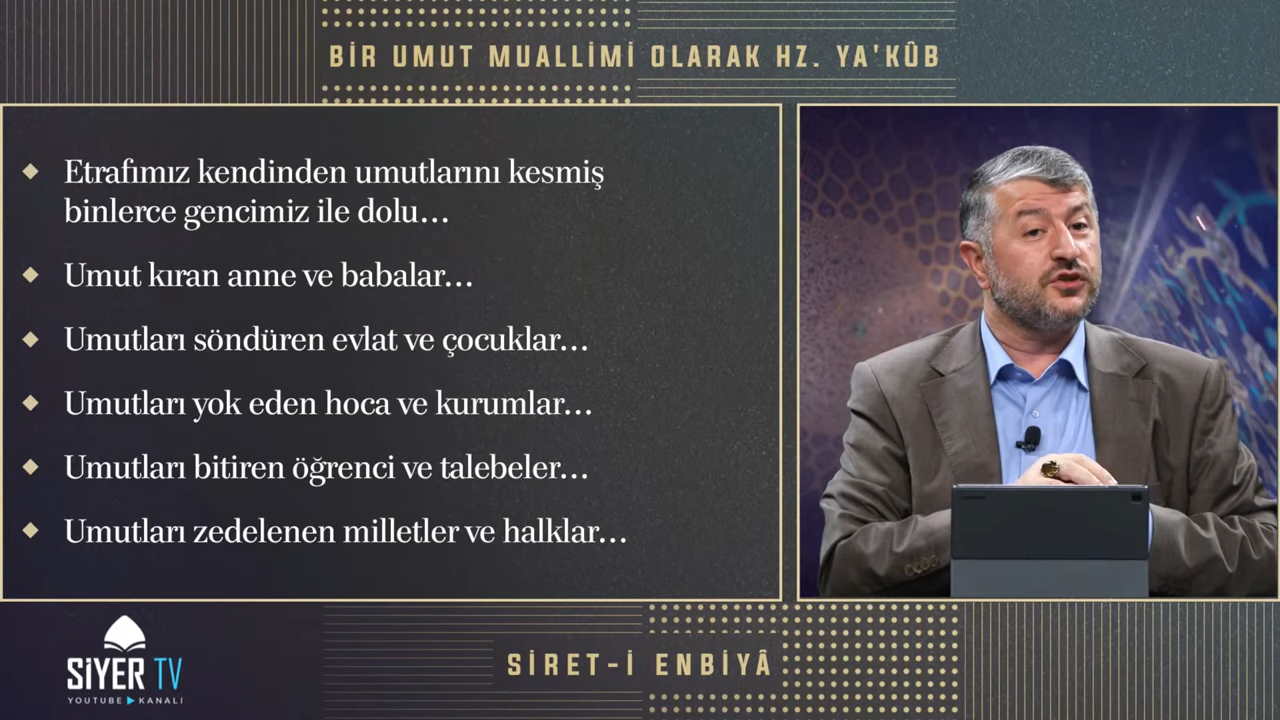 BİR UMUT MUALLİMİ OLARAK HZ. YA'KÛB
Etrafımız kendinden umutlarını kesmiş
binlerce gencimiz ile dolu…
Umut kıran anne ve babalar…
Umutları söndüren evlat ve çocuklar…
Umutları yok eden hoca ve kurumlar…
Umutları bitiren öğrenci ve talebeler…
Umutları zedelenen milletler ve halklar…
SİYER TV
YOUTUBE KANALI
SİRET-İ ENBİYÂ